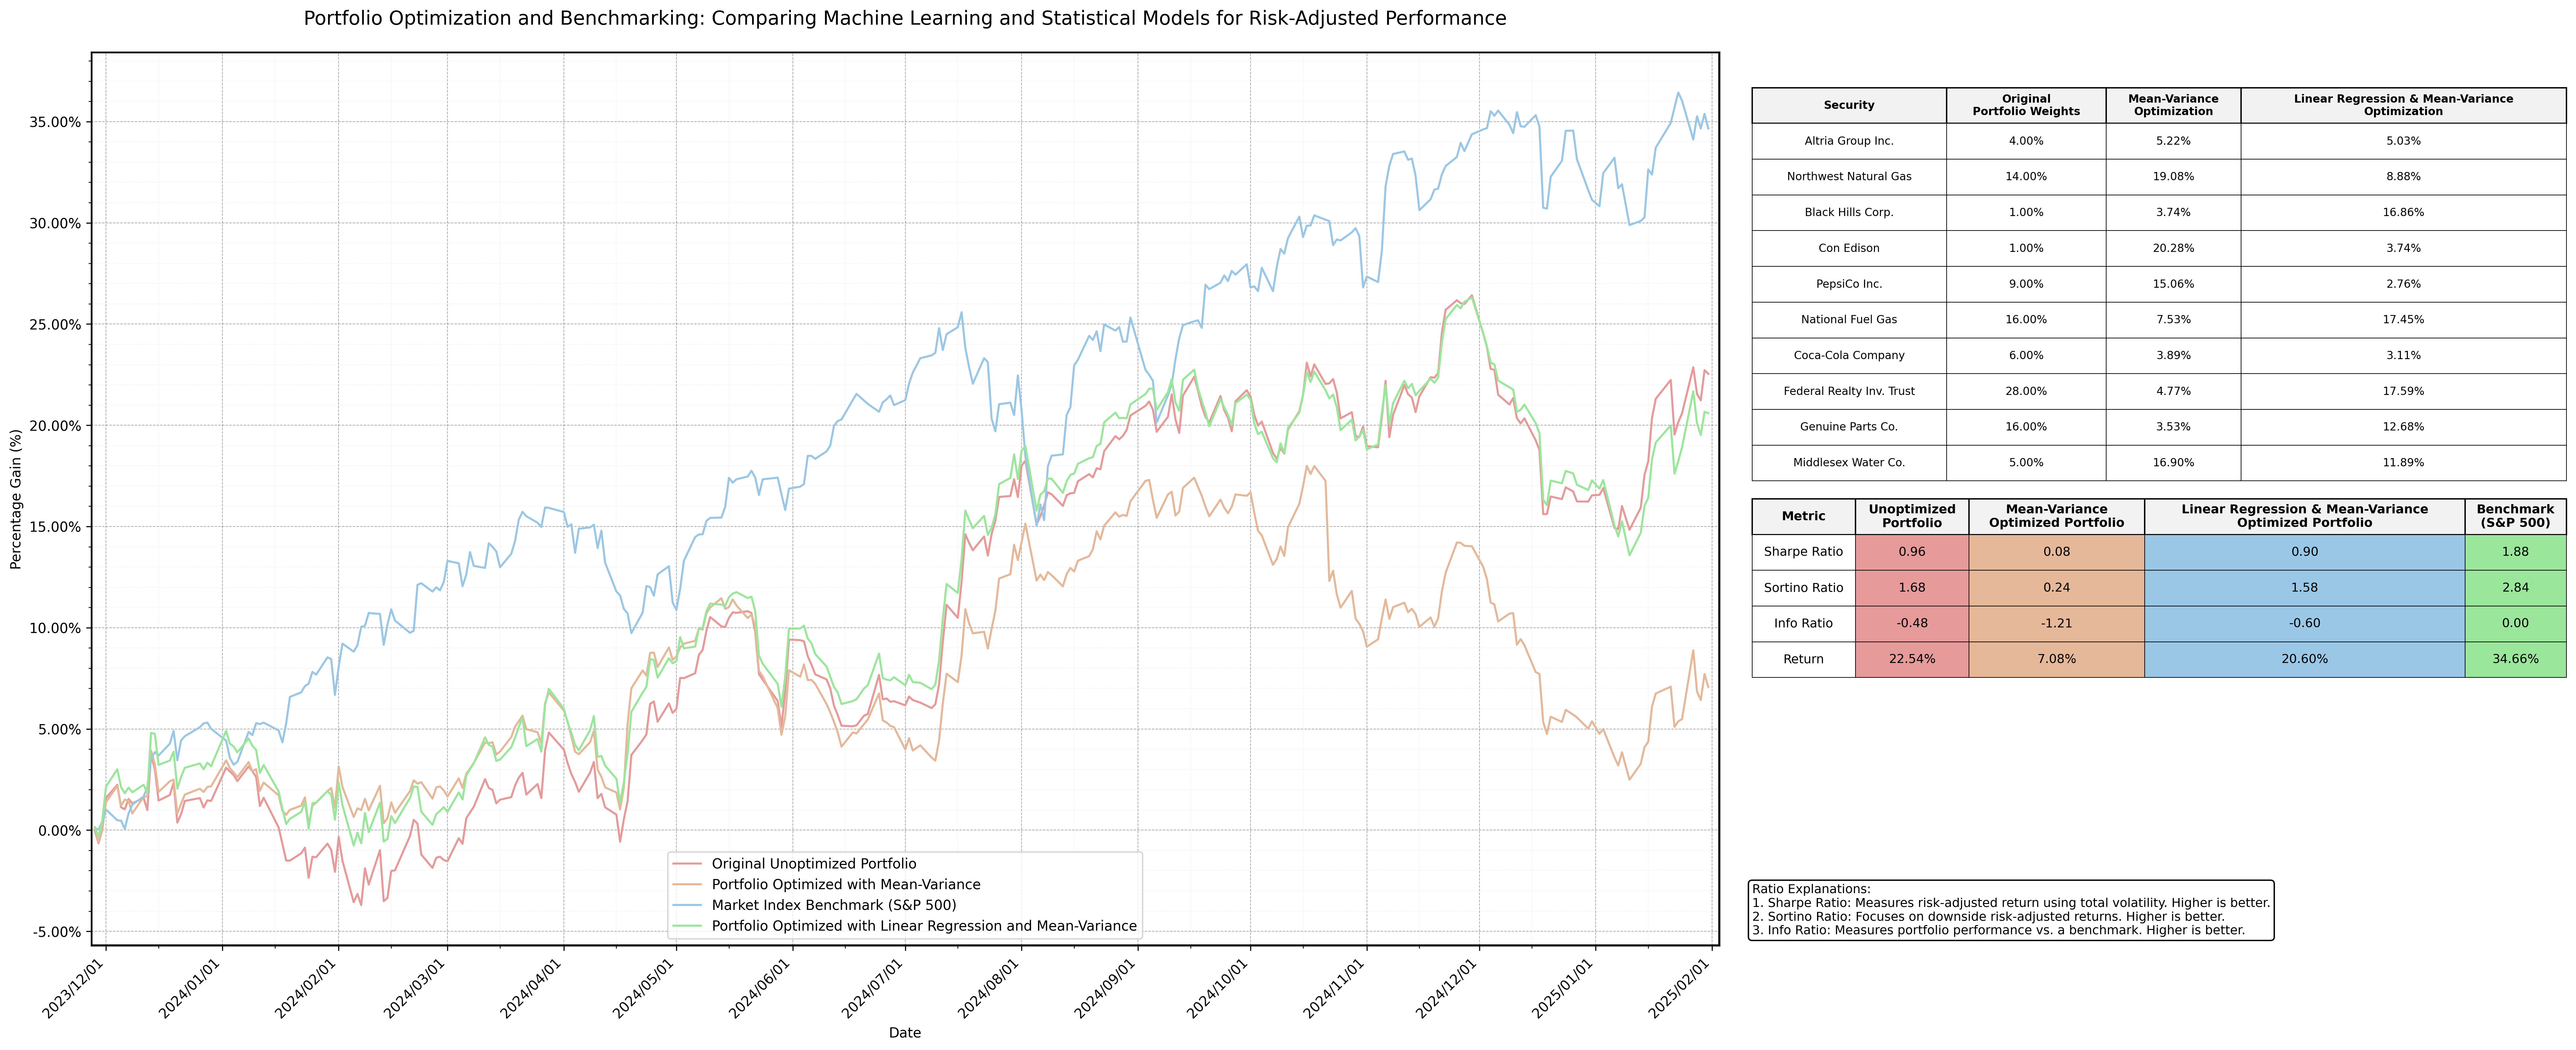 Portfolio Optimization and Benchmarking: Comparing Machine Learning and Statistical Models for Risk-Adjusted Performance
Percentage Gain (%)
35.00%
30.00%
25.00%
20.00%
15.00%
10.00%
5.00%
0.00%
-5.00%
Original Unoptimized Portfolio
Portfolio Optimized with Mean-Variance
Market Index Benchmark (S&P 500)
Portfolio Optimized with Linear Regression and Mean-Variance
2023/12/01
2024/01/01
2024/02/01
2024/03/01
2024/04/01
2024/05/01
2024/06/01
2024/07/01
2024/08/01
2024/09/01
2024/10/01
2024/11/01
2024/12/01
2025/01/01
2025/02/01
Date
Security Original Portfolio Weights Mean-Variance Optimization Linear Regression & Mean-Variance Optimization
Altria Group Inc. 4.00% 5.22% 5.03%
Northwest Natural Gas 14.00% 19.08% 8.88%
Black Hills Corp. 1.00% 3.74% 16.86%
Con Edison 1.00% 20.28% 3.74%
PepsiCo Inc. 9.00% 15.06% 2.76%
National Fuel Gas 16.00% 7.53% 17.45%
Coca-Cola Company 6.00% 3.89% 3.11%
Federal Realty Inv. Trust 28.00% 4.77% 17.59%
Genuine Parts Co. 16.00% 3.53% 12.68%
Middlesex Water Co. 5.00% 16.90% 11.89%
Metric Unoptimized Portfolio Mean-Variance Optimized Portfolio Linear Regression & Mean-Variance Optimized Portfolio Benchmark (S&P 500)
Sharpe Ratio 0.96 0.08 0.90 1.88
Sortino Ratio 1.68 0.24 1.58 2.84
Info Ratio -0.48 -1.21 -0.60 0.00
Return 22.54% 7.08% 20.60% 34.66%
Ratio Explanations:
1. Sharpe Ratio: Measures risk-adjusted return using total volatility. Higher is better.
2. Sortino Ratio: Focuses on downside risk-adjusted returns. Higher is better.
3. Info Ratio: Measures portfolio performance vs. a benchmark. Higher is better.